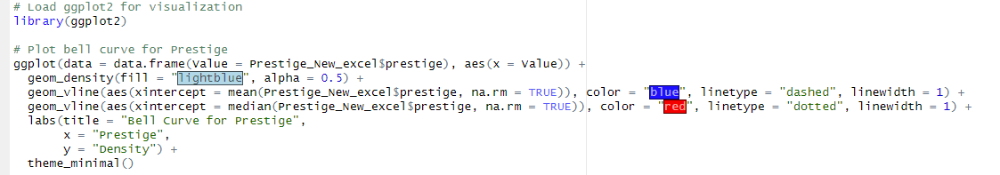 # Load ggplot2 for visualization
library(ggplot2)

# Plot bell curve for Prestige
ggplot(data = data.frame(Value = Prestige_New_excel$prestige), aes(x = Value)) +
  geom_density(fill = "lightblue", alpha = 0.5) +
  geom_vline(aes(xintercept = mean(Prestige_New_excel$prestige, na.rm = TRUE)), color = "blue", linetype = "dashed", linewidth = 1) +
  geom_vline(aes(xintercept = median(Prestige_New_excel$prestige, na.rm = TRUE)), color = "red", linetype = "dotted", linewidth = 1) +
  labs(title = "Bell Curve for Prestige",
       x = "Prestige",
       y = "Density") +
  theme_minimal()